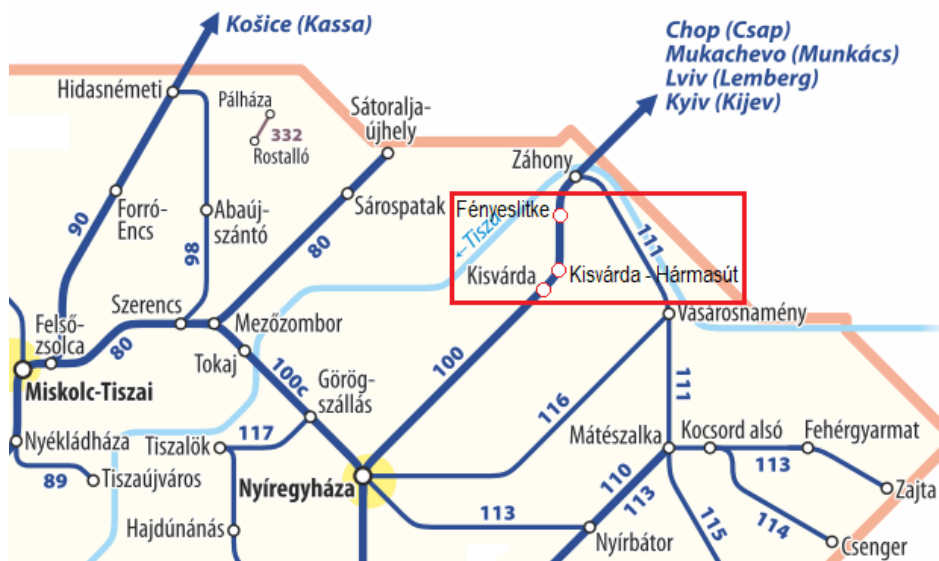 Košice (Kassa)
Chop (Csap)
Mukachevo (Munkács)
Lviv (Lemberg)
Kyiv (Kijev)
Hidasnémeti
Pálháza
332
Rostalló
Sátoralja-
újhely
Záhony
90
Forró-
Encs
Abaúj-
szántó
98
80
Sárospatak
Fényeslitke
←Tisza
111
Kisvárda
Kisvárda - Hármasút
Szerencs
Mezőzombor
Vásárosnamény
Felső-
zsolca
80
Tokaj
100c
100
Miskolc-Tiszai
Görög-
szállás
116
111
Nyékládháza
Tiszalök
117
Mátészalka
Kocsord alsó
Fehérgyarmat
113
89
Tiszaújváros
Nyíregyháza
110
113
Zajta
Hajdúnánás
113
Nyírbátor
115
114
Csenger